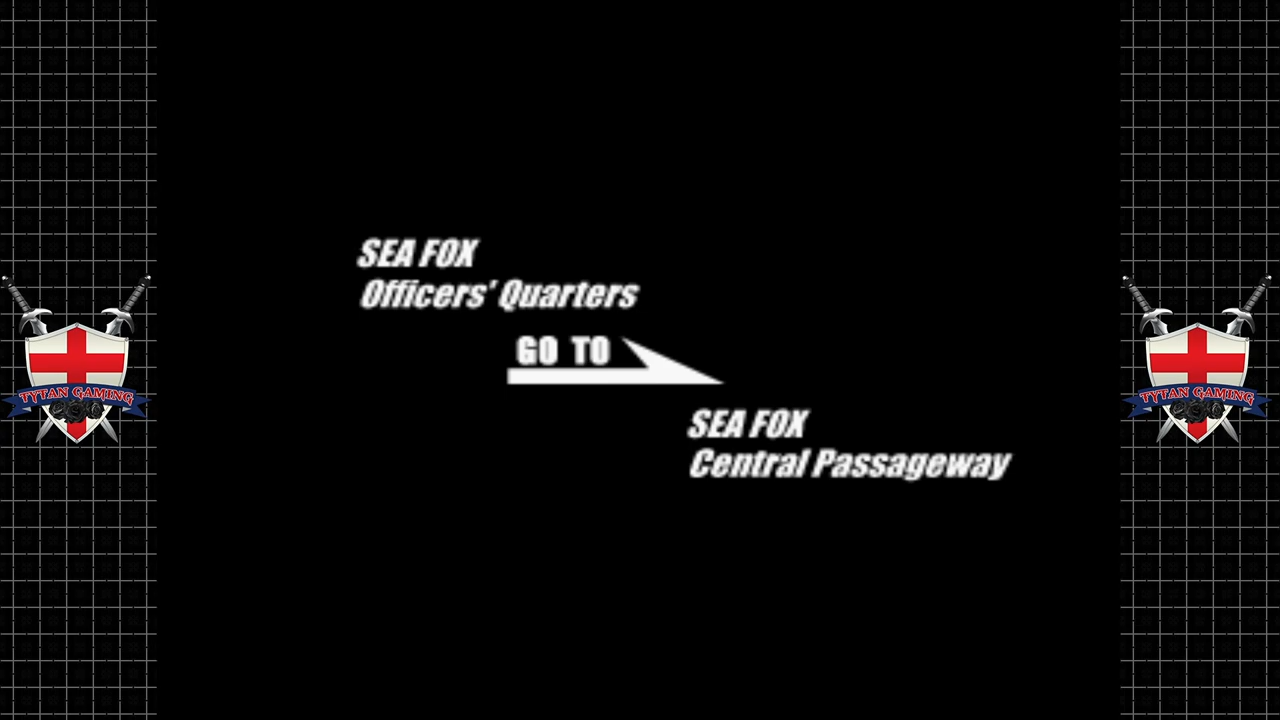 SEA FOX
Officers' Quarters
GO TO
SEA FOX
Central Passageway
TYTAN GAMING
TYTAN GAMING